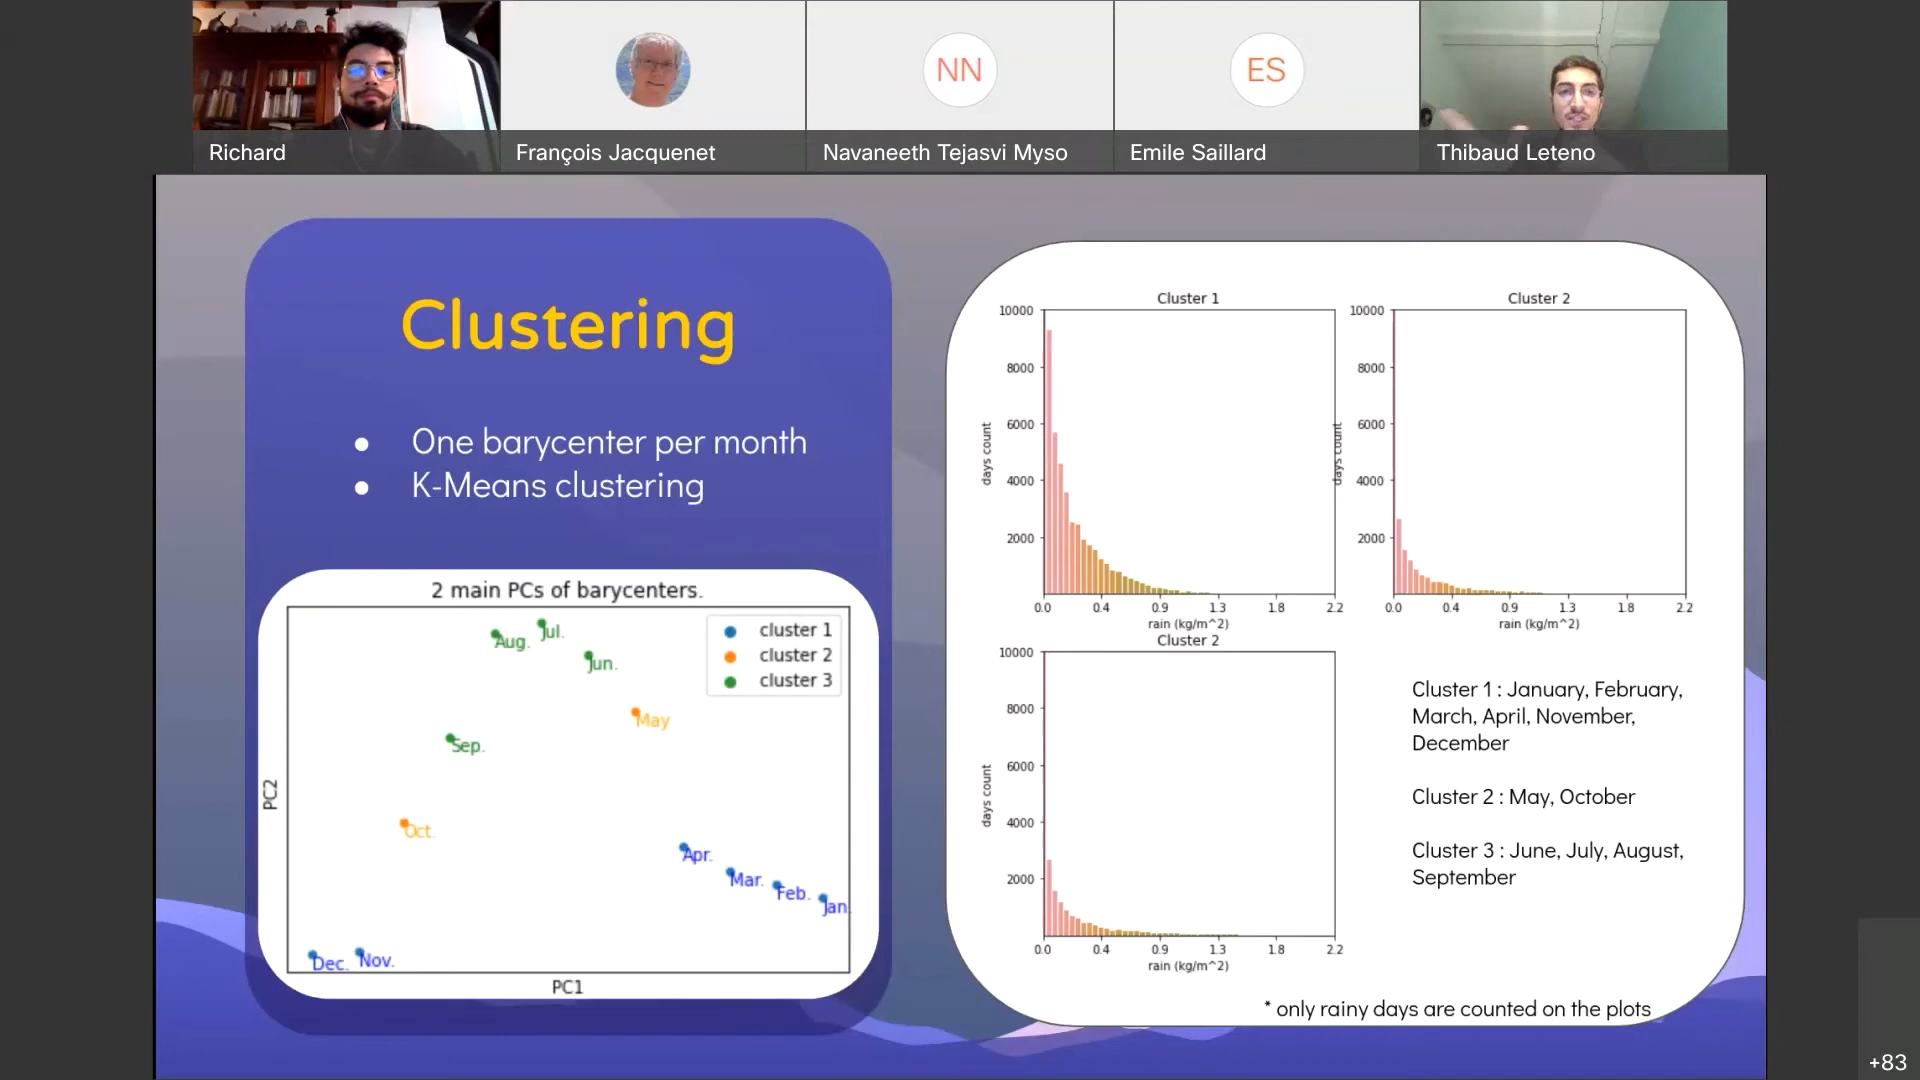 Richard
François Jacquenet
NN
Navaneeth Tejasvi Myso
ES
Emile Saillard
Thibaud Leteno
Clustering
● One barycenter per month
● K-Means clustering
2 main PCs of barycenters.
cluster 1
cluster 2
cluster 3
Aug.
Jul.
Jun.
May
Sep.
Oct.
Apr.
Mar.
Feb.
Jan
Dec.
Nov.
PC2
PC1
Cluster 1
10000
8000
6000
4000
2000
days count
0.0 0.4 0.9 1.3 1.8 2.2
rain (kg/m^2)
Cluster 2
10000
8000
6000
4000
2000
days count
0.0 0.4 0.9 1.3 1.8 2.2
rain (kg/m^2)
Cluster 2
10000
8000
6000
4000
2000
days count
0.0 0.4 0.9 1.3 1.8 2.2
rain (kg/m^2)
Cluster 1 : January, February,
March, April, November,
December
Cluster 2 : May, October
Cluster 3 : June, July, August,
September
* only rainy days are counted on the plots
+83